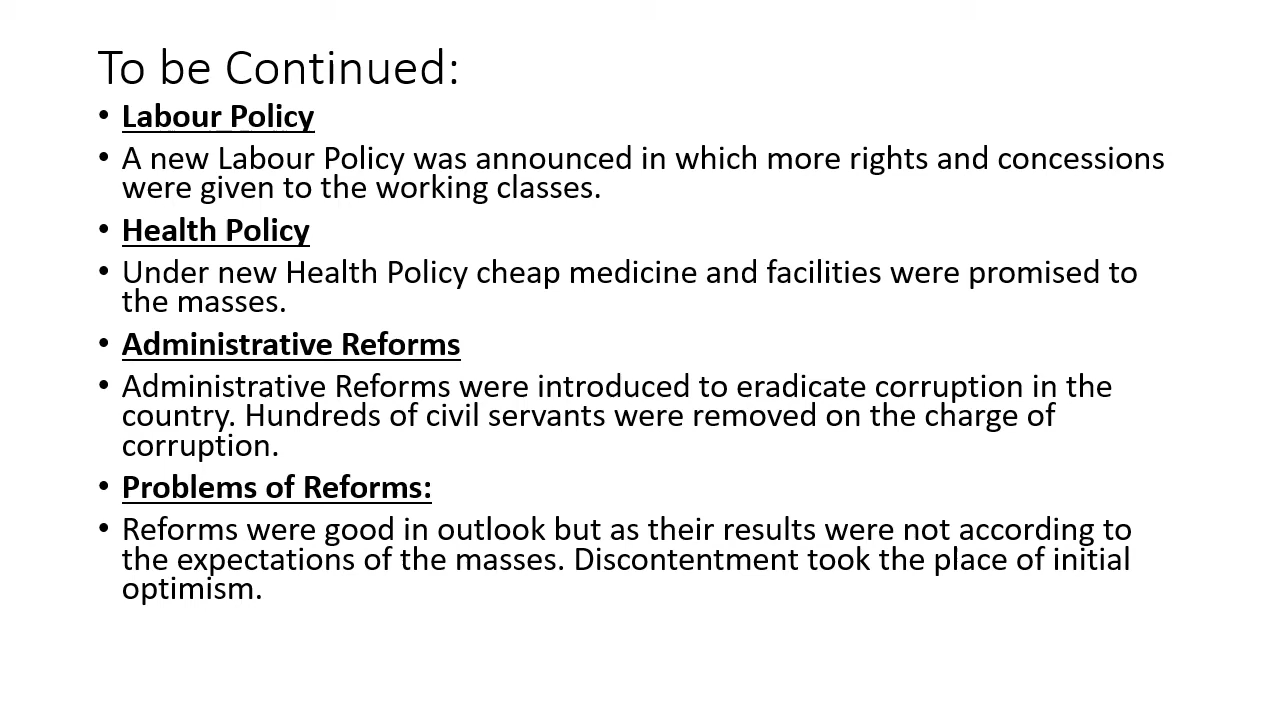 To be Continued:
• Labour Policy
• A new Labour Policy was announced in which more rights and concessions
were given to the working classes.
• Health Policy
• Under new Health Policy cheap medicine and facilities were promised to
the masses.
• Administrative Reforms
• Administrative Reforms were introduced to eradicate corruption in the
country. Hundreds of civil servants were removed on the charge of
corruption.
• Problems of Reforms:
• Reforms were good in outlook but as their results were not according to
the expectations of the masses. Discontentment took the place of initial
optimism.